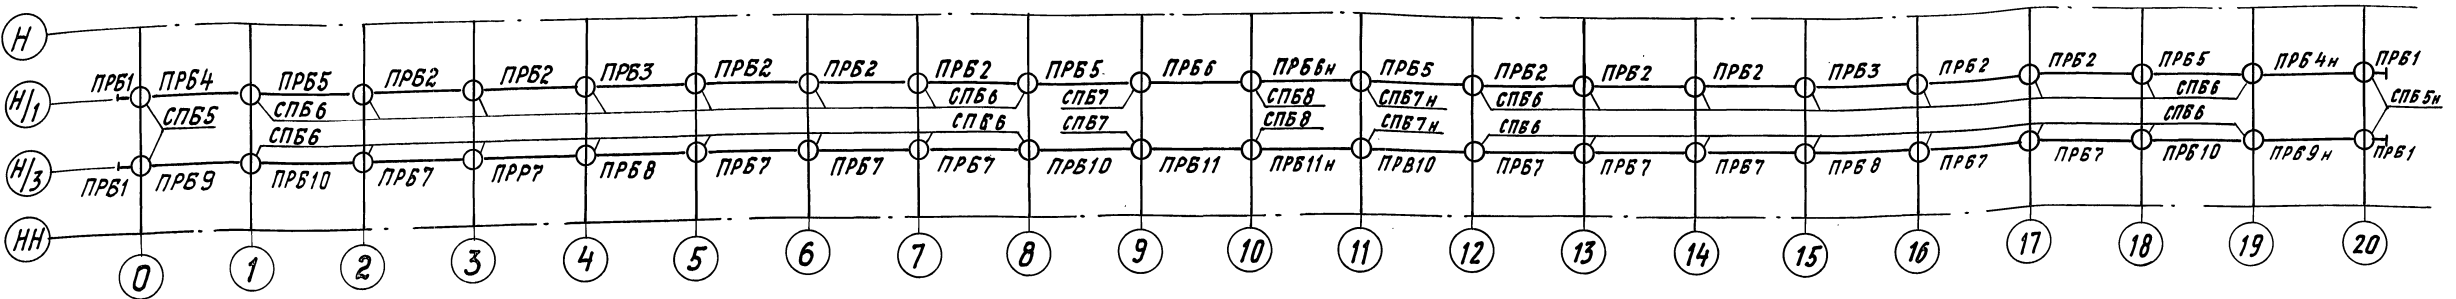 Н
ПРБ1 ПРБ4 ПРБ5 ПРБ2 ПРБ2 ПРБ3 ПРБ2 ПРБ2 ПРБ2 ПРБ5 ПРБ6 ПРБ6н ПРБ5 ПРБ2 ПРБ2 ПРБ2 ПРБ3 ПРБ2 ПРБ2 ПРБ5 ПРБ4н ПРБ1
Н/1
СПБ6 СПБ6 СПБ7 СПБ8 СПБ7н СПБ6 СПБ6
СПБ5 СПБ5н
СПБ6 СПБ6 СПБ7 СПБ8 СПБ7н СПБ6 СПБ6
Н/3
ПРБ1 ПРБ9 ПРБ10 ПРБ7 ПРР7 ПРБ8 ПРБ7 ПРБ7 ПРБ7 ПРБ10 ПРБ11 ПРБ11н ПРБ10 ПРБ7 ПРБ7 ПРБ7 ПРБ8 ПРБ7 ПРБ7 ПРБ10 ПРБ9н ПРБ1
НН
0 1 2 3 4 5 6 7 8 9 10 11 12 13 14 15 16 17 18 19 20